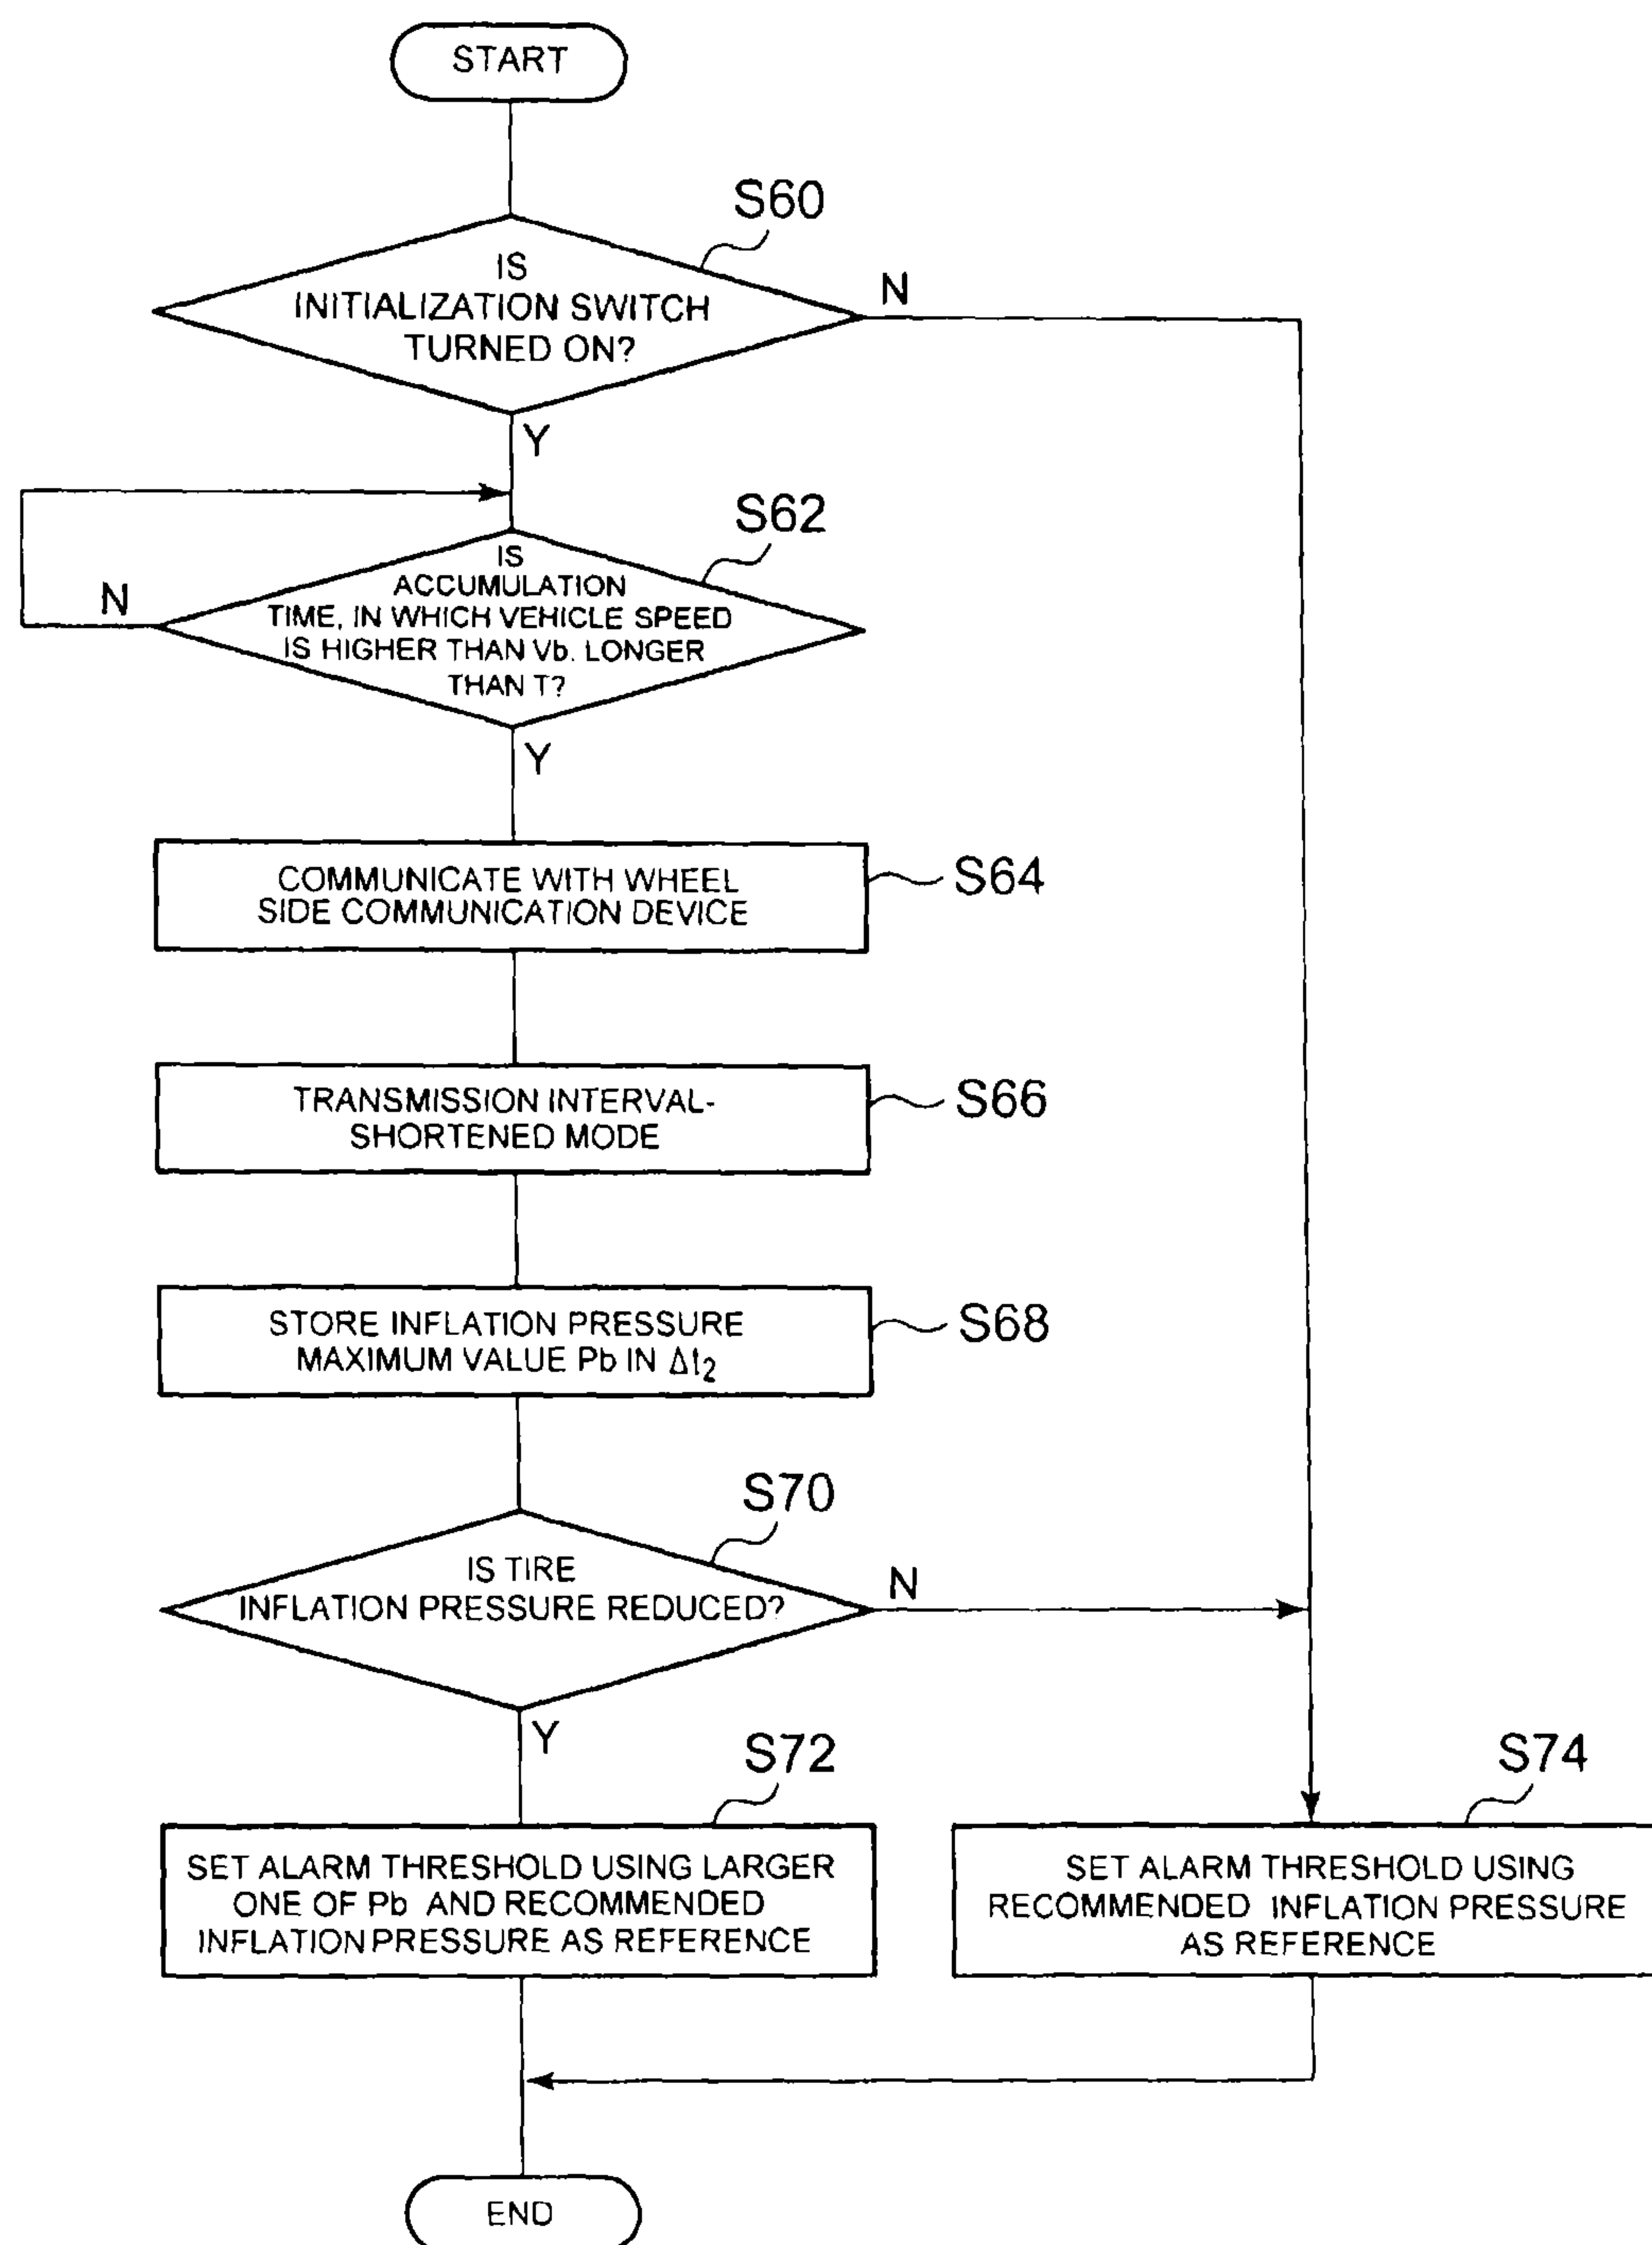 START
S60
IS
INITIALIZATION SWITCH
TURNED ON?
N
Y
S62
IS
ACCUMULATION
TIME, IN WHICH VEHICLE SPEED
IS HIGHER THAN Vb. LONGER
THAN T?
N
Y
COMMUNICATE WITH WHEEL
SIDE COMMUNICATION DEVICE
S64
TRANSMISSION INTERVAL-
SHORTENED MODE
S66
STORE INFLATION PRESSURE
MAXIMUM VALUE Pb IN Δt₂
S68
S70
IS TIRE
INFLATION PRESSURE REDUCED?
N
Y
S72
SET ALARM THRESHOLD USING LARGER
ONE OF Pb AND RECOMMENDED
INFLATION PRESSURE AS REFERENCE
S74
SET ALARM THRESHOLD USING
RECOMMENDED INFLATION PRESSURE
AS REFERENCE
END